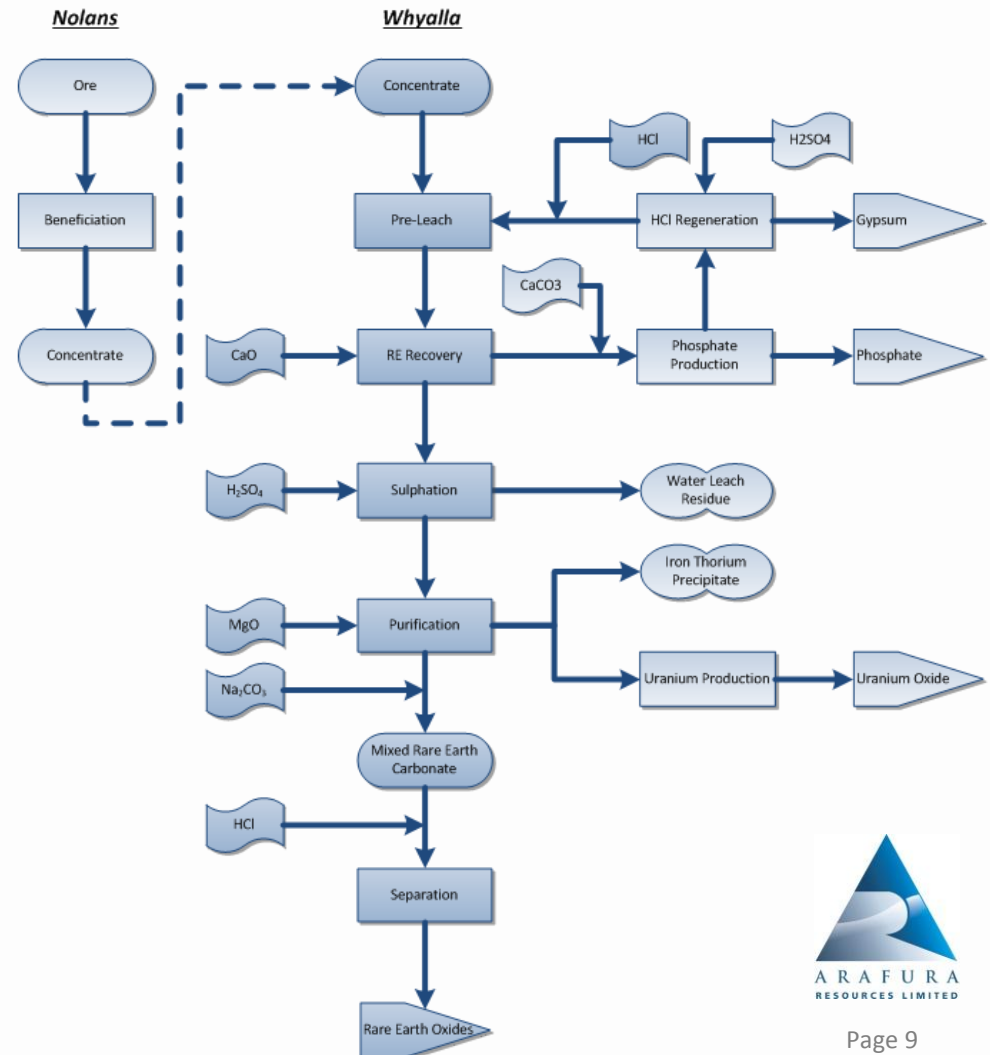 Nolans
Whyalla
Ore
Concentrate
HCl
H2SO4
Beneficiation
Pre-Leach
HCl Regeneration
Gypsum
CaCO3
Concentrate
CaO
RE Recovery
Phosphate
Production
Phosphate
H₂SO₄
Sulphation
Water Leach
Residue
Iron Thorium
Precipitate
MgO
Purification
Na₂CO₃
Uranium Production
Uranium Oxide
Mixed Rare Earth
Carbonate
HCl
Separation
Rare Earth Oxides
ARAFURA
RESOURCES LIMITED
Page 9